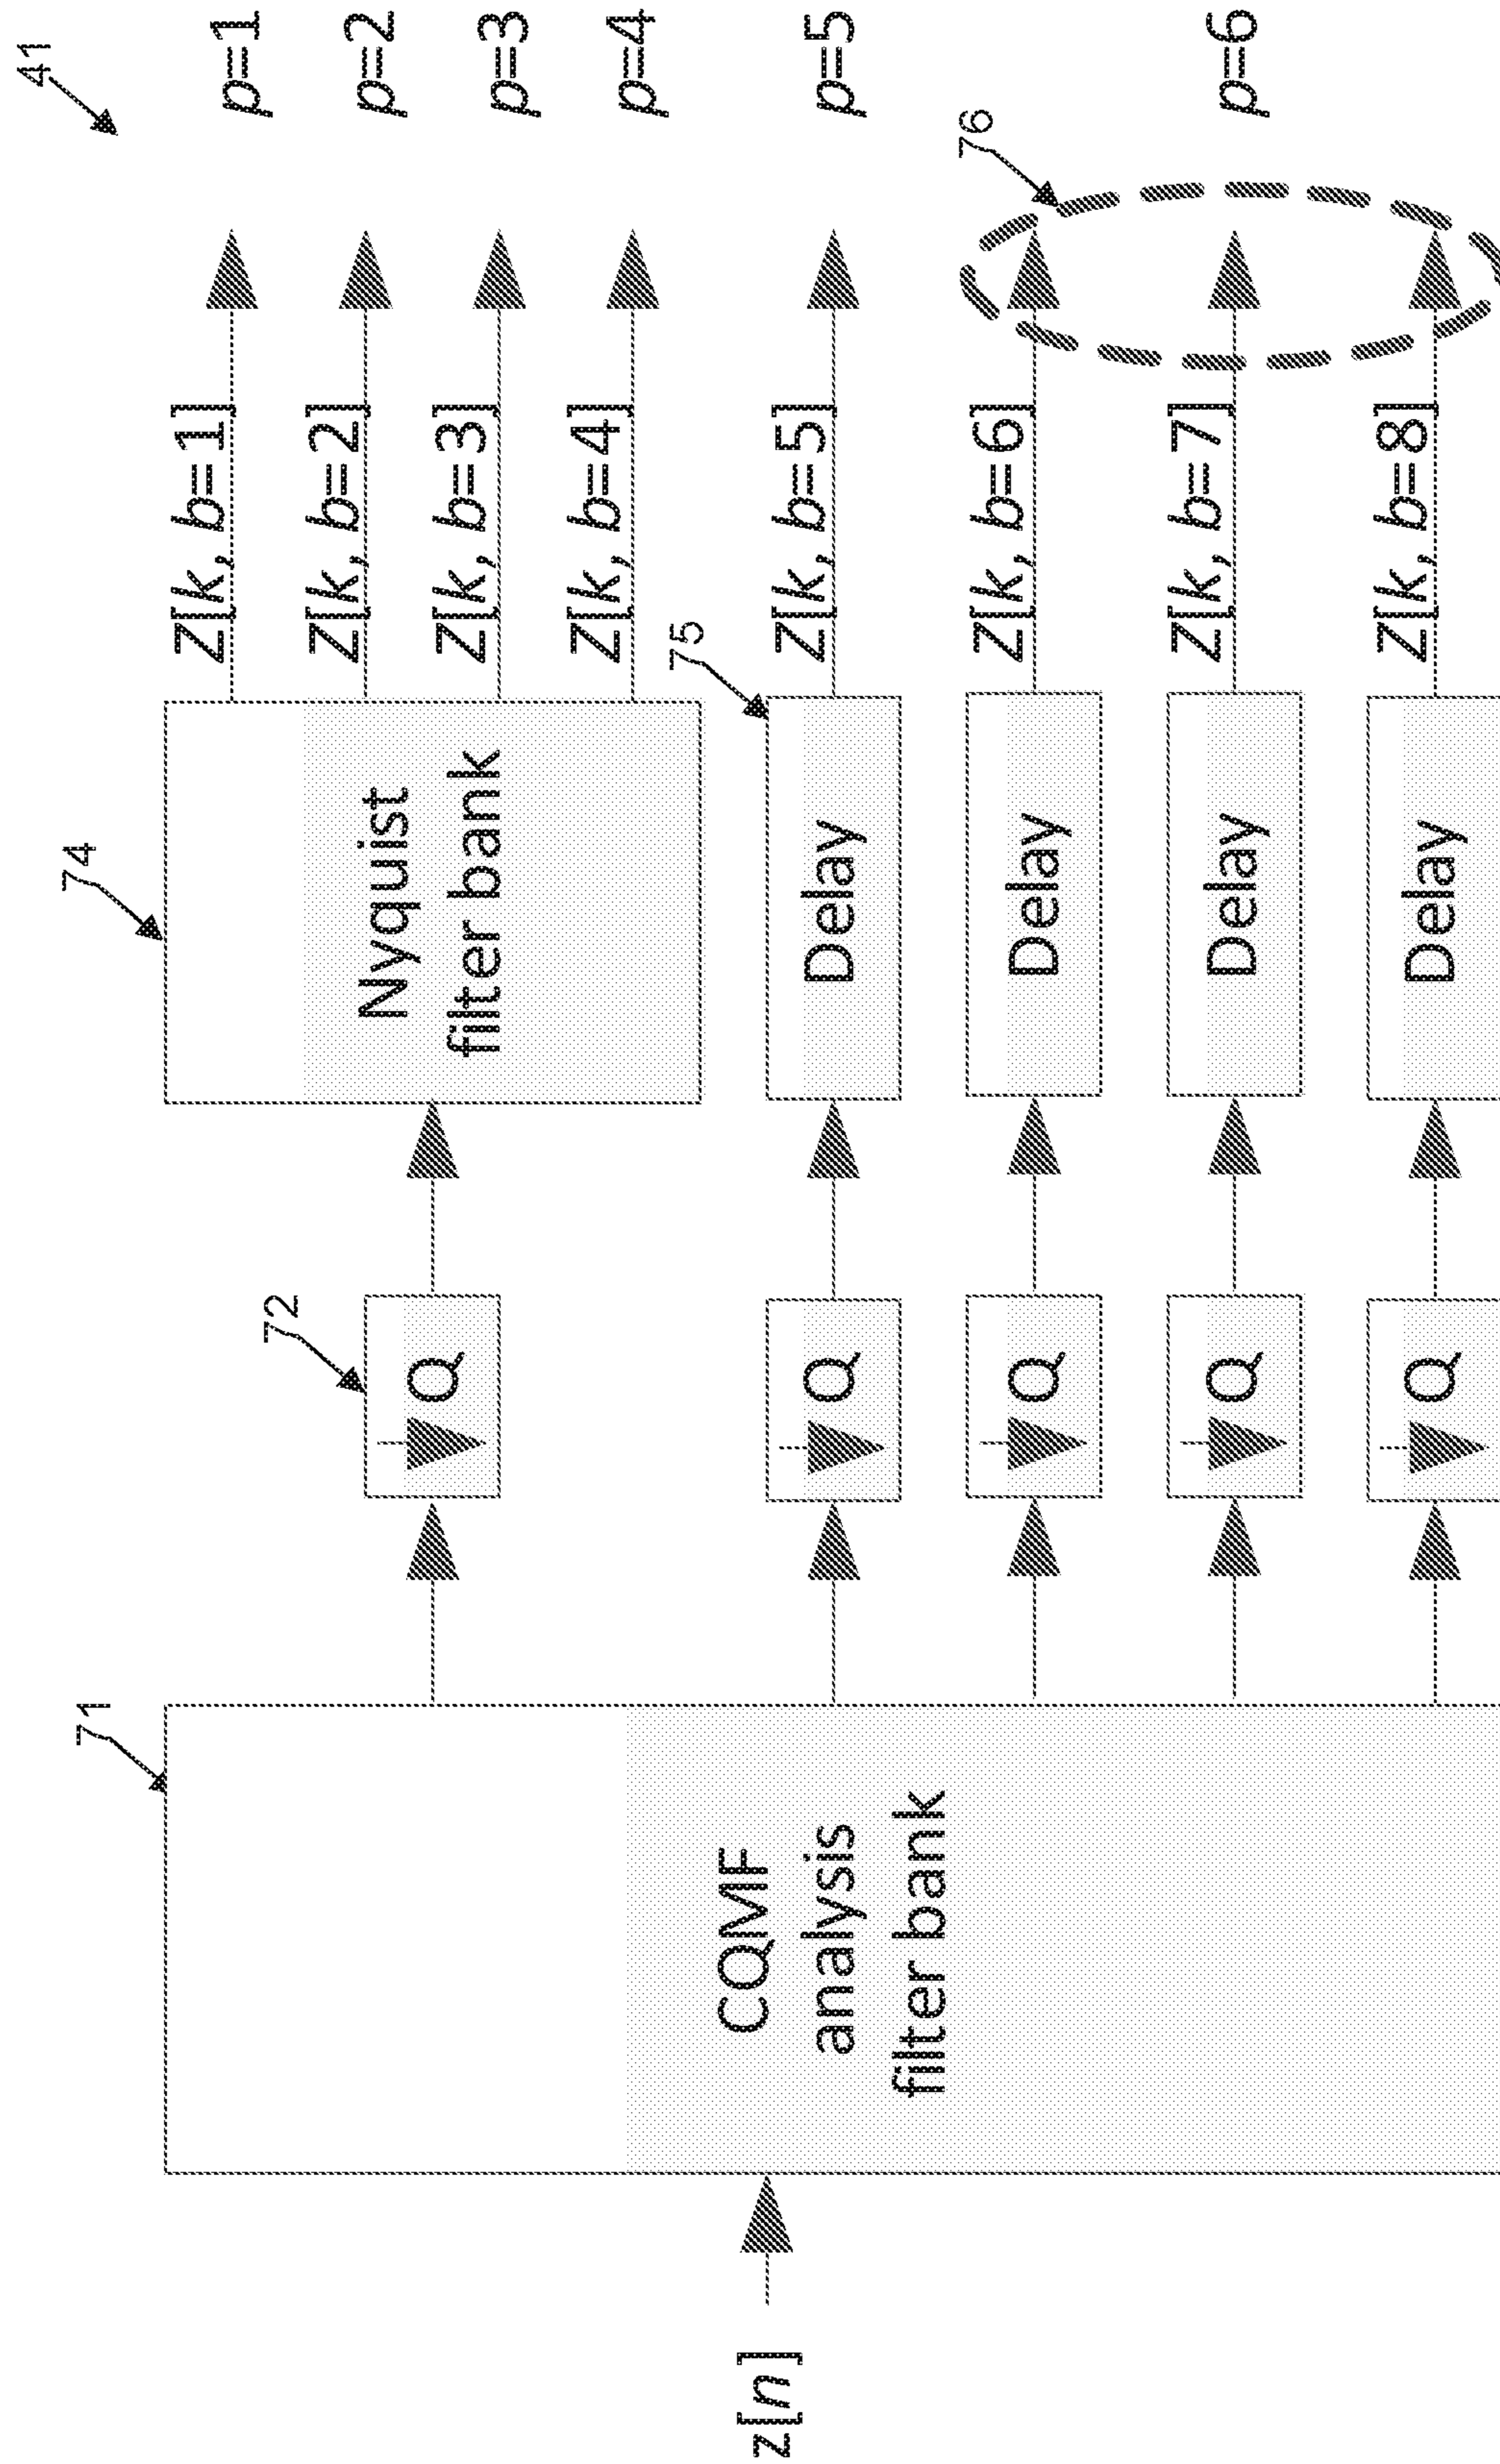 41
z[n]
71
CQMF
analysis
filter bank
72
Q
Q
Q
Q
Q
74
Nyquist
filter bank
75
Delay
Delay
Delay
Delay
Z[k, b=1]
Z[k, b=2]
Z[k, b=3]
Z[k, b=4]
Z[k, b=5]
Z[k, b=6]
Z[k, b=7]
Z[k, b=8]
76
p=1
p=2
p=3
p=4
p=5
p=6